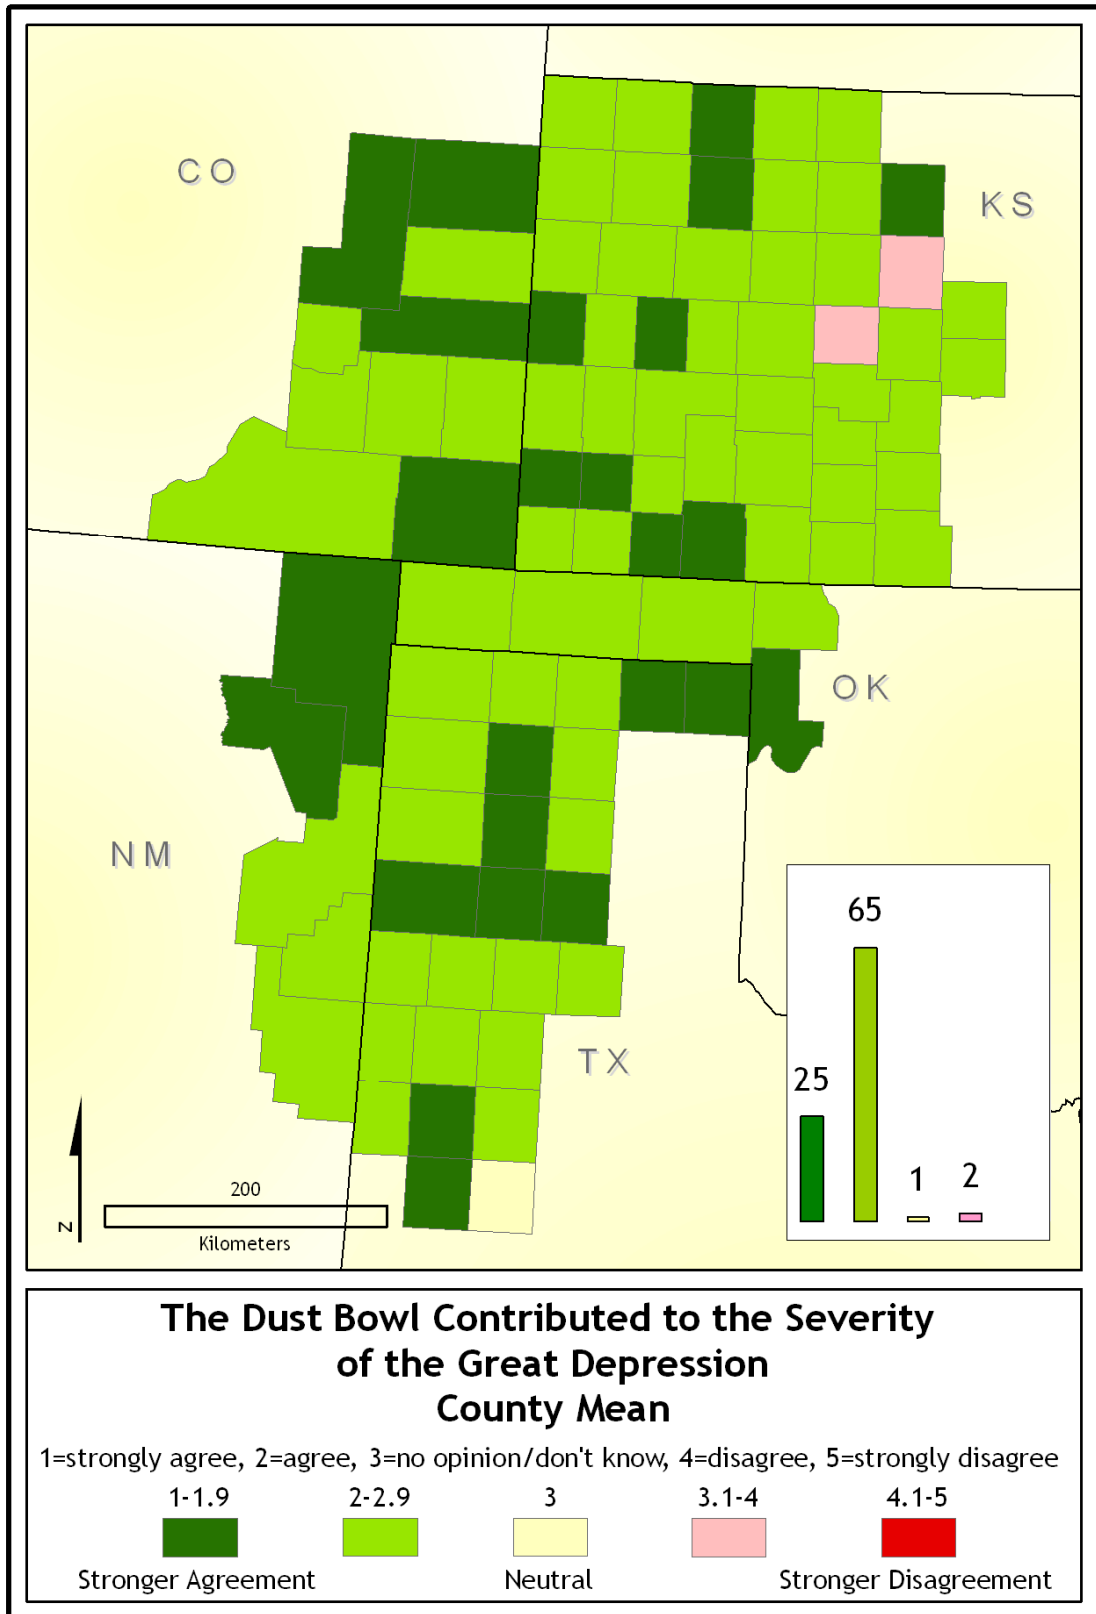 CO
KS
OK
NM
TX
65
25
1
2
200
Kilometers
N
The Dust Bowl Contributed to the Severity
of the Great Depression
County Mean
1=strongly agree, 2=agree, 3=no opinion/don't know, 4=disagree, 5=strongly disagree
1-1.9 2-2.9 3 3.1-4 4.1-5
Stronger Agreement Neutral Stronger Disagreement